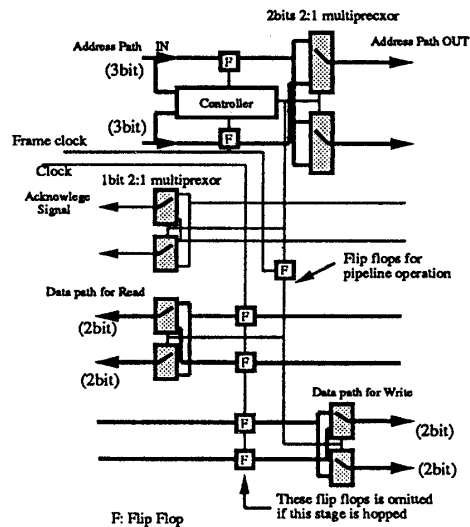 2bits 2:1 multiprecxor
Address Path IN
Address Path OUT
F
(3bit)
Controller
(3bit)
F
Frame clock
Clock
1bit 2:1 multiprexor
Acknowlege
Signal
F
Flip flops for
pipeline operation
Data path for Read
F
(2bit)
F
(2bit)
Data path for Write
F
(2bit)
F
(2bit)
These flip flops is omitted
if this stage is hopped
F: Flip Flop